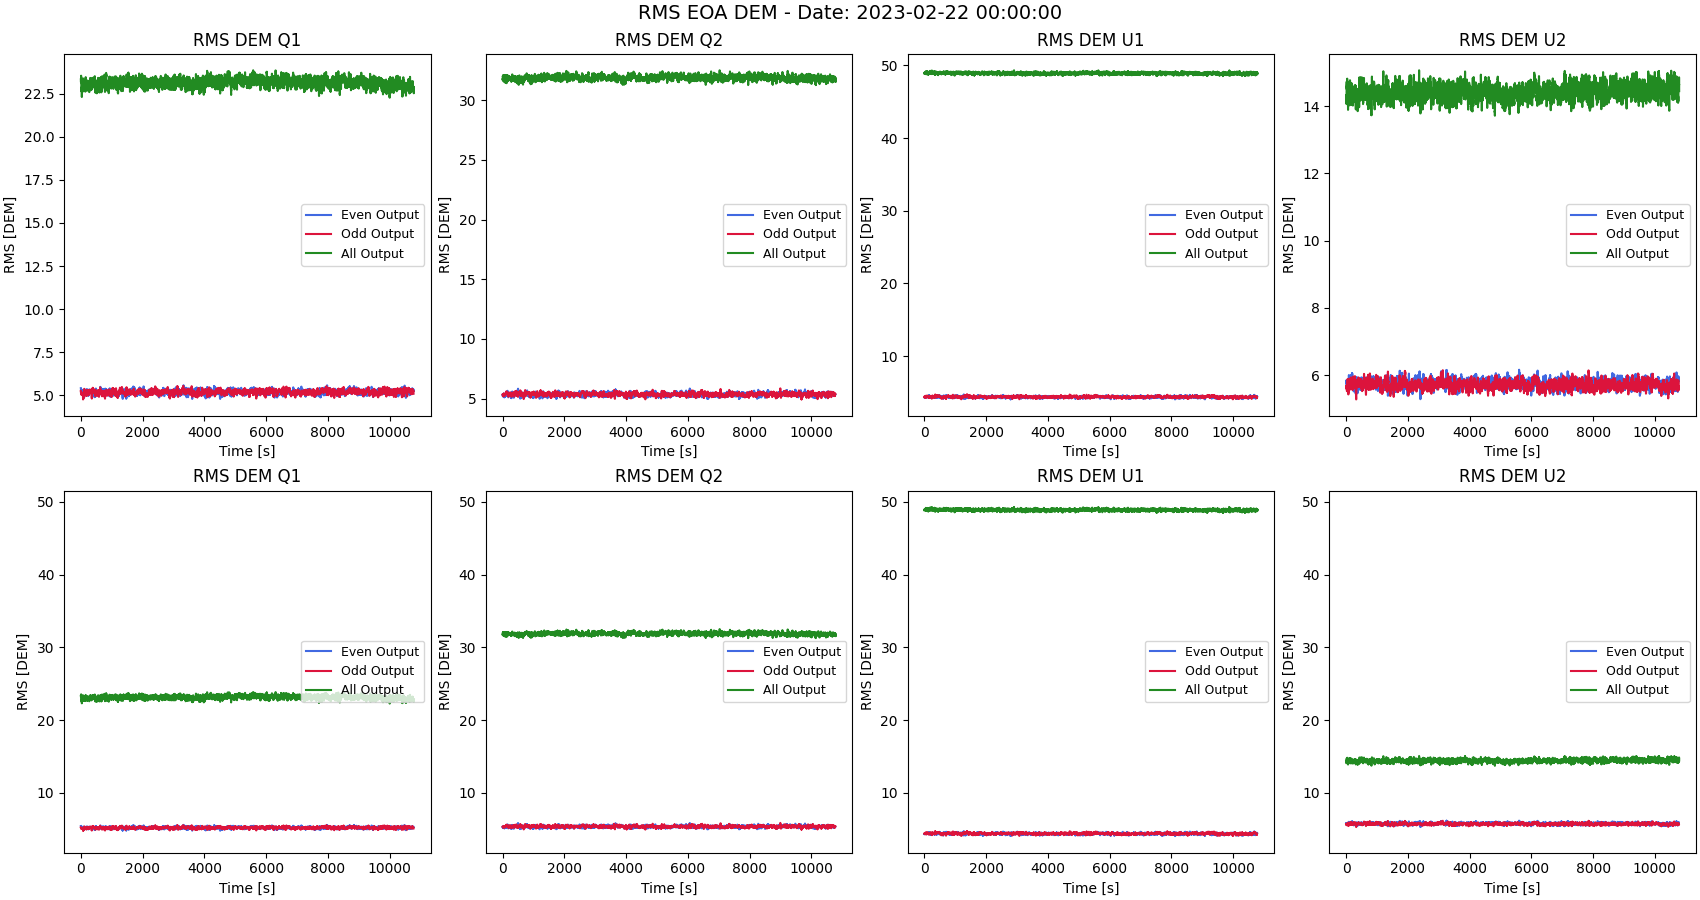 RMS EOA DEM - Date: 2023-02-22 00:00:00
RMS DEM Q1
RMS [DEM]
22.5
20.0
17.5
15.0
12.5
10.0
7.5
5.0
Even Output
Odd Output
All Output
0 2000 4000 6000 8000 10000
Time [s]
RMS DEM Q2
RMS [DEM]
30
25
20
15
10
5
Even Output
Odd Output
All Output
0 2000 4000 6000 8000 10000
Time [s]
RMS DEM U1
RMS [DEM]
50
40
30
20
10
Even Output
Odd Output
All Output
0 2000 4000 6000 8000 10000
Time [s]
RMS DEM U2
RMS [DEM]
14
12
10
8
6
Even Output
Odd Output
All Output
0 2000 4000 6000 8000 10000
Time [s]
RMS DEM Q1
RMS [DEM]
50
40
30
20
10
Even Output
Odd Output
All Output
0 2000 4000 6000 8000 10000
Time [s]
RMS DEM Q2
RMS [DEM]
50
40
30
20
10
Even Output
Odd Output
All Output
0 2000 4000 6000 8000 10000
Time [s]
RMS DEM U1
RMS [DEM]
50
40
30
20
10
Even Output
Odd Output
All Output
0 2000 4000 6000 8000 10000
Time [s]
RMS DEM U2
RMS [DEM]
50
40
30
20
10
Even Output
Odd Output
All Output
0 2000 4000 6000 8000 10000
Time [s]